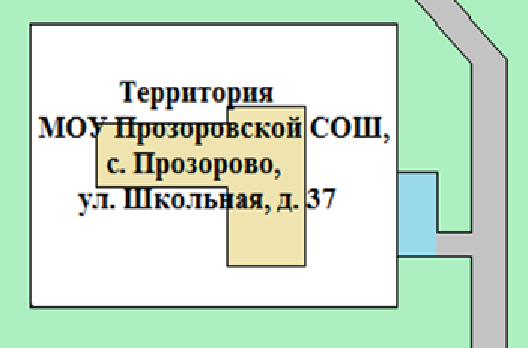 Территория
МОУ Прозоровской СОШ,
с. Прозорово,
ул. Школьная, д. 37